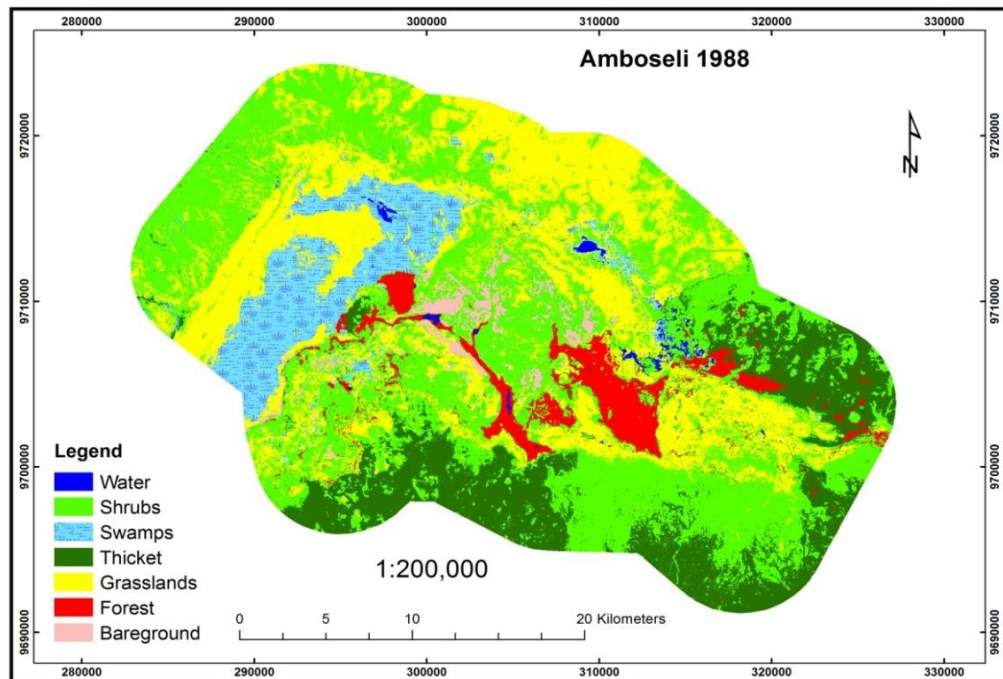 280000 290000 300000 310000 320000 330000
Amboseli 1988
9720000 9720000
N
9710000 9710000
9700000 9700000
Legend
Water
Shrubs
Swamps
Thicket
Grasslands
Forest
Bareground
1:200,000
0 5 10 20 Kilometers
9690000 9690000
280000 290000 300000 310000 320000 330000